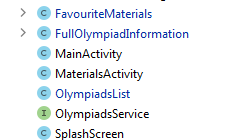 FavouriteMaterials
FullOlympiadInformation
MainActivity
MaterialsActivity
OlympiadsList
OlympiadsService
SplashScreen